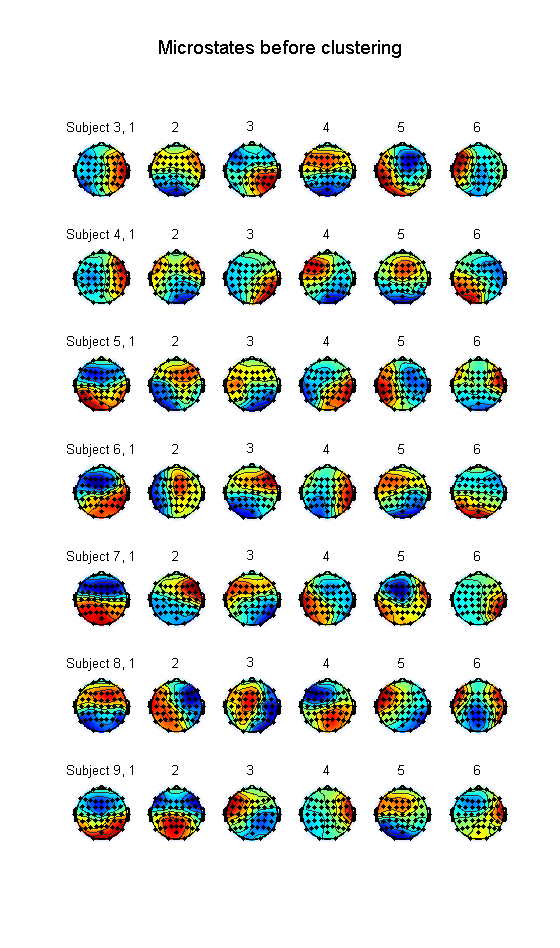 Microstates before clustering
Subject 3, 1 2 3 4 5 6
Subject 4, 1 2 3 4 5 6
Subject 5, 1 2 3 4 5 6
Subject 6, 1 2 3 4 5 6
Subject 7, 1 2 3 4 5 6
Subject 8, 1 2 3 4 5 6
Subject 9, 1 2 3 4 5 6